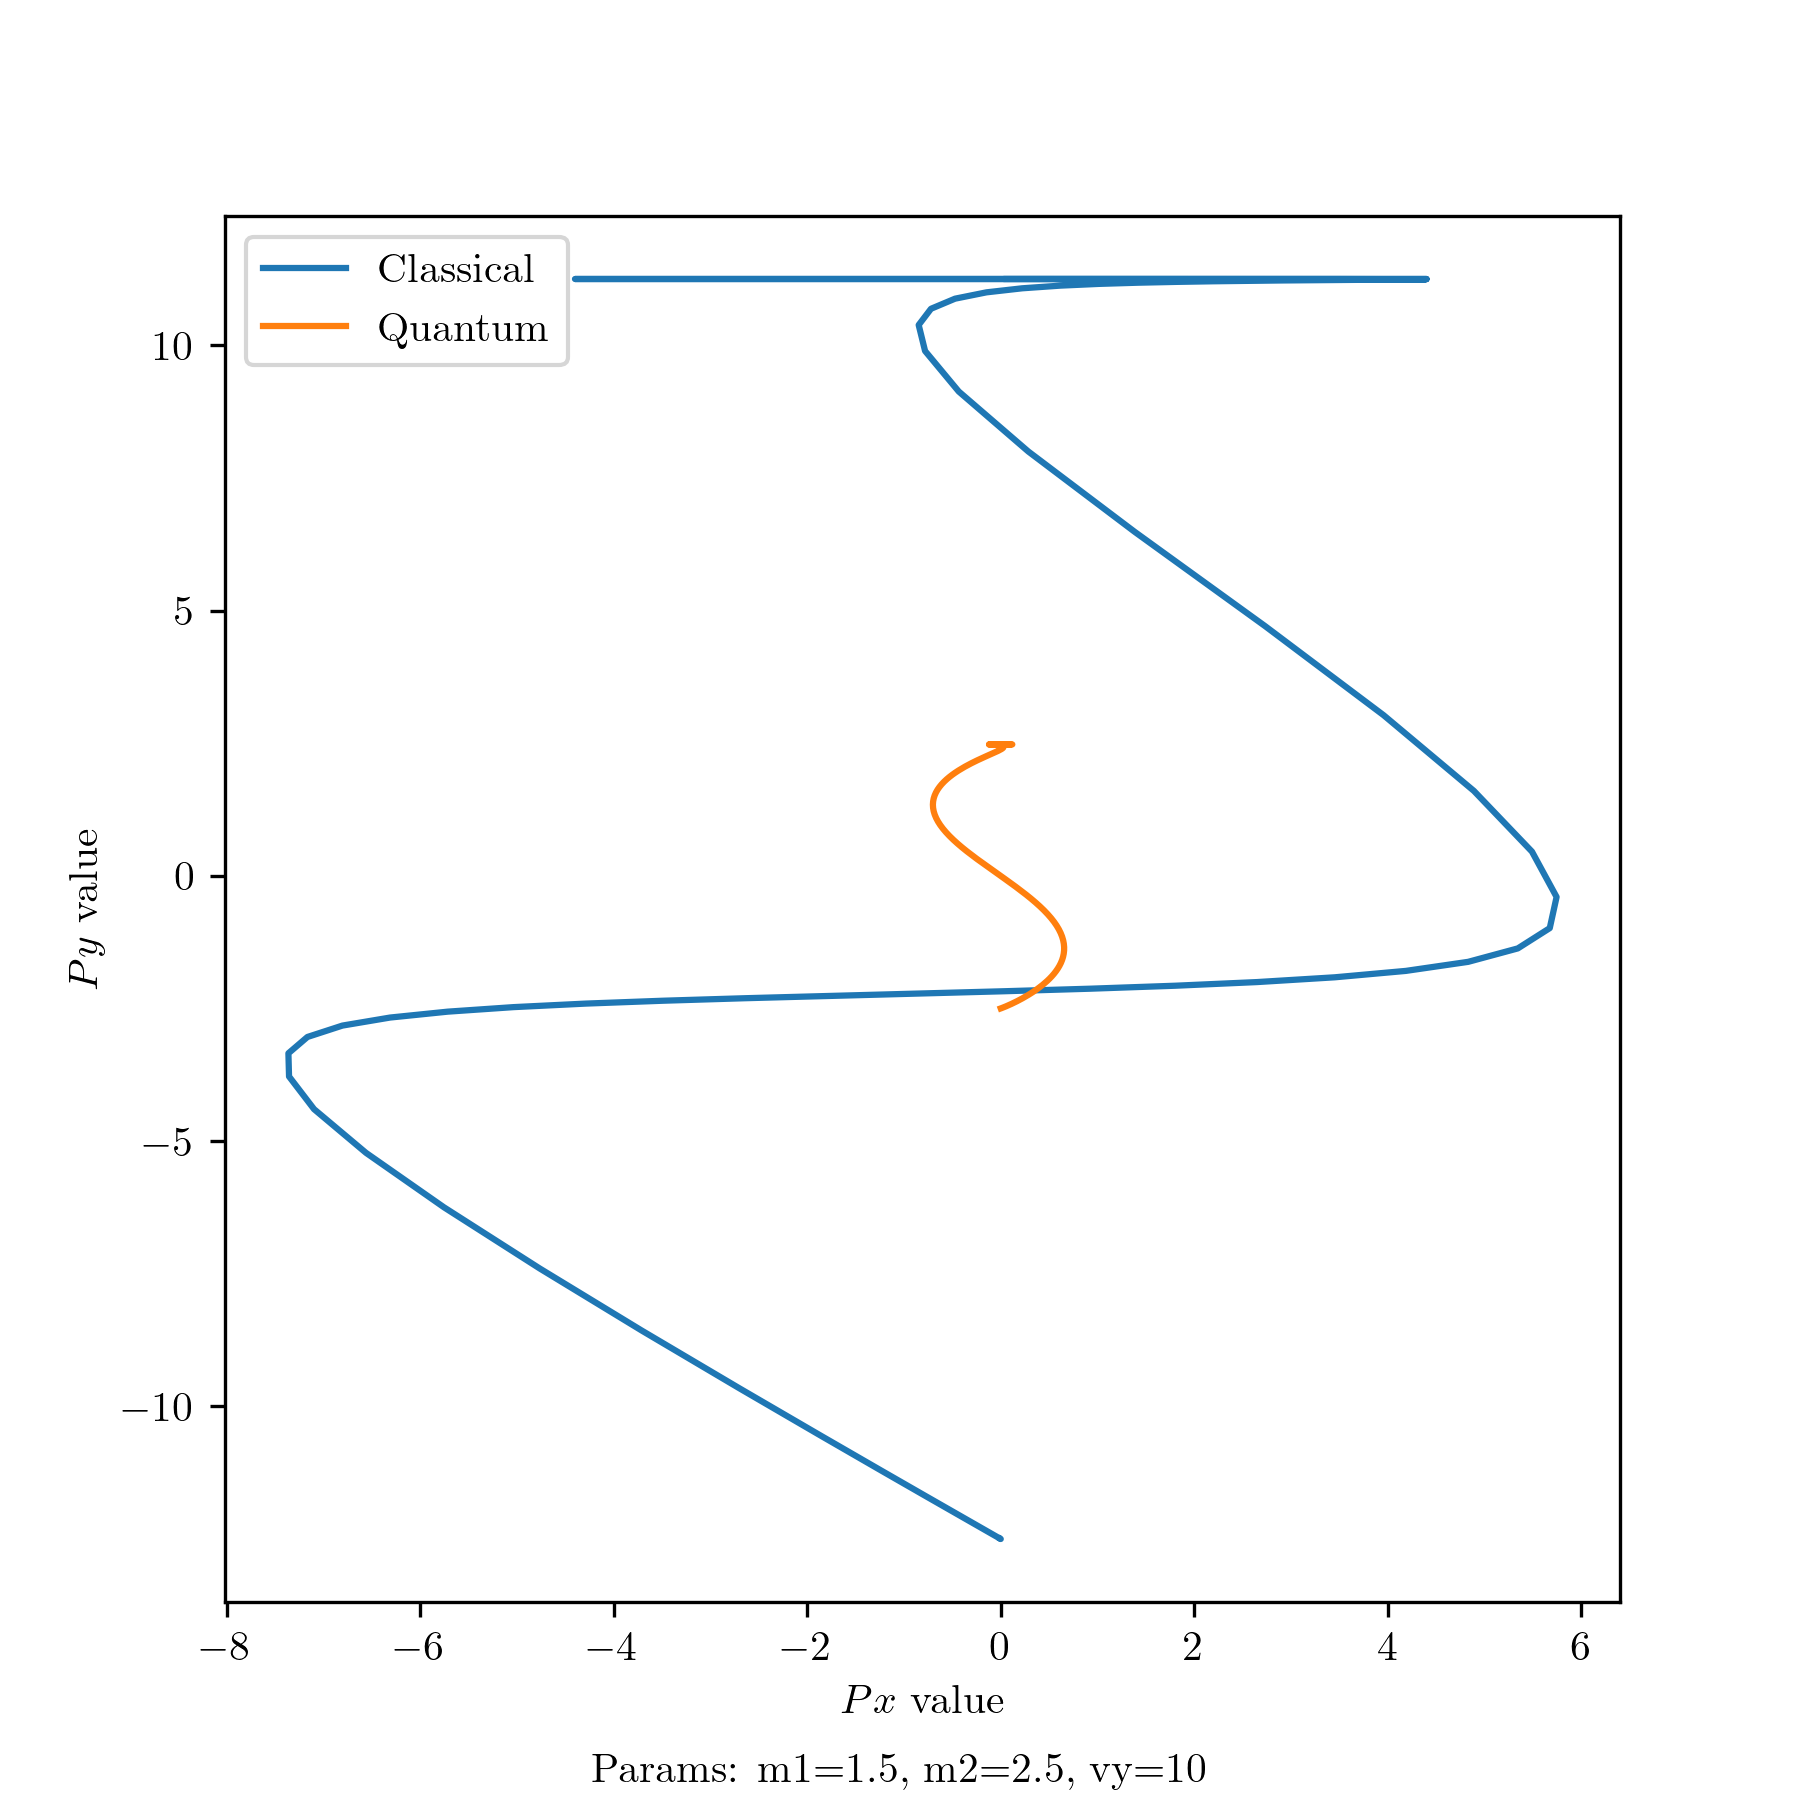 Classical
Quantum
10
5
0
−5
−10
Py value
−8 −6 −4 −2 0 2 4 6
Px value
Params: m1=1.5, m2=2.5, vy=10